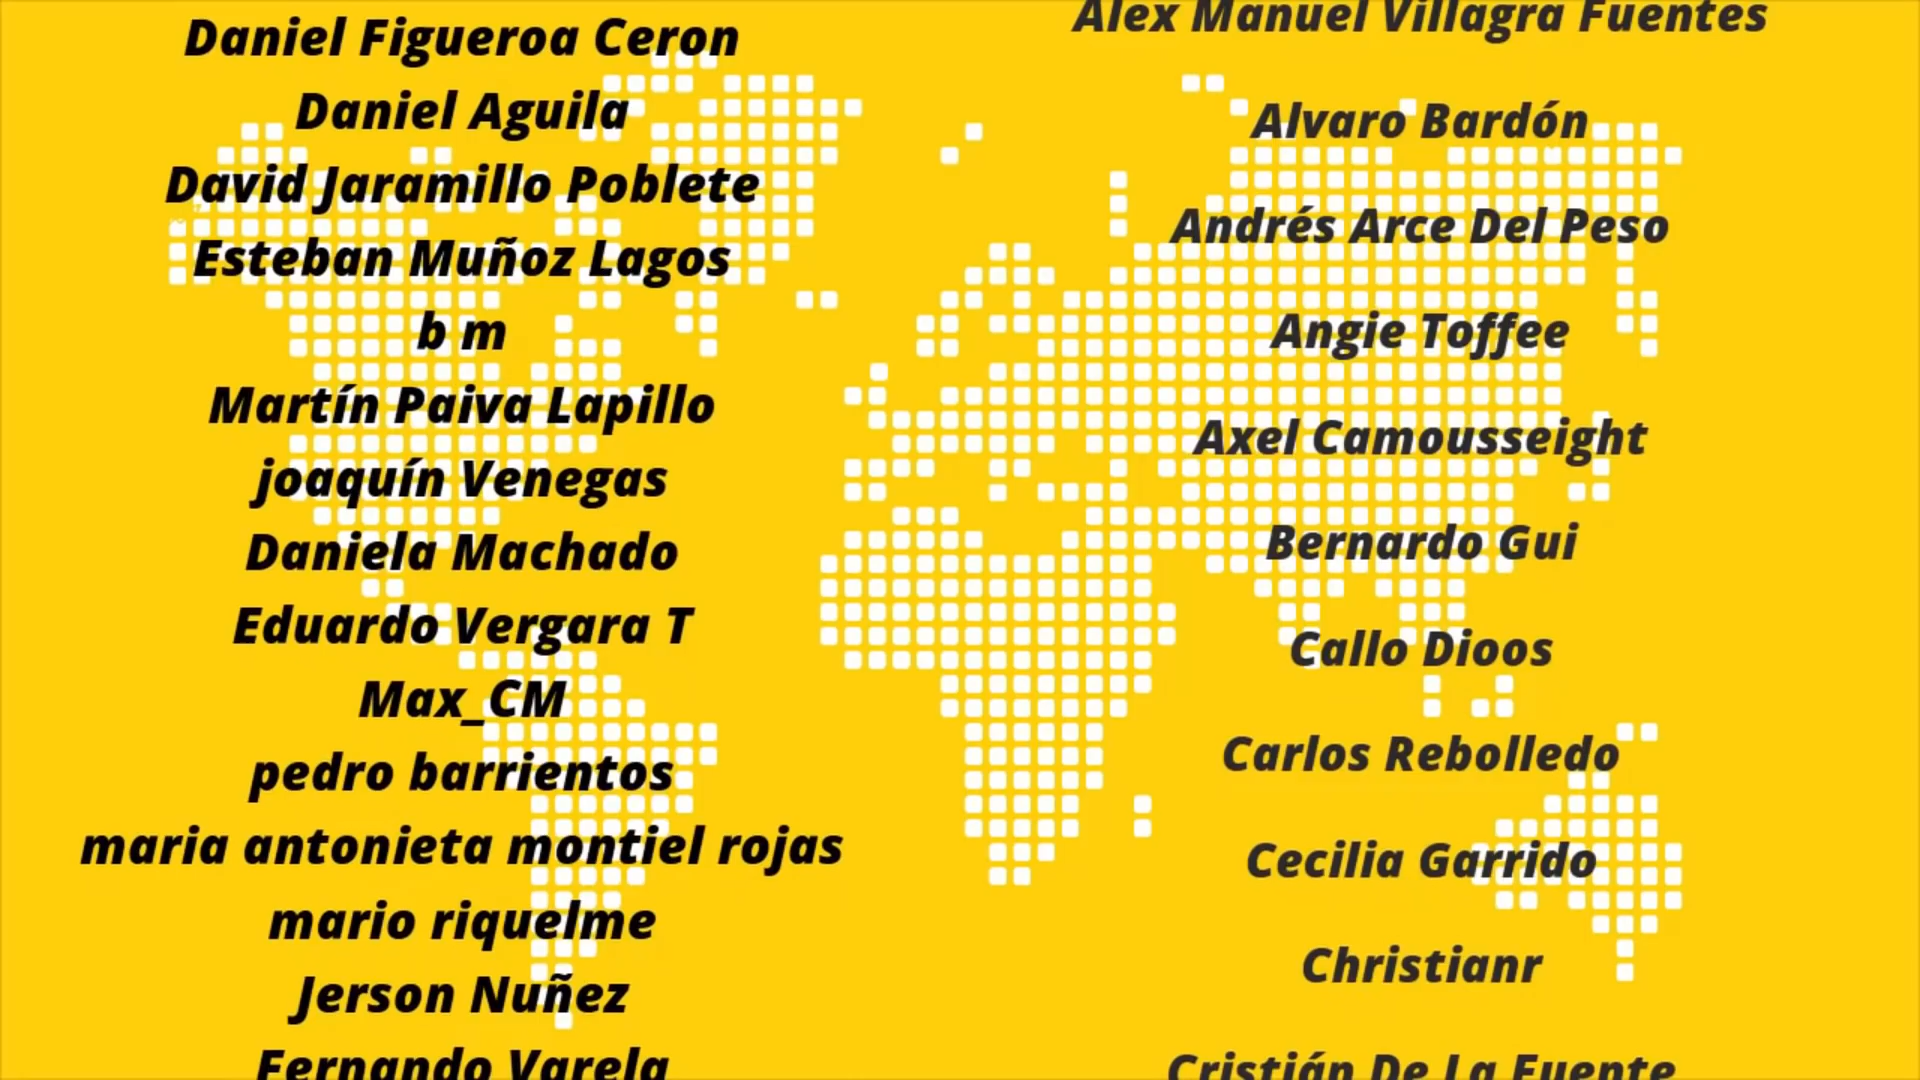 Daniel Figueroa Ceron
Daniel Aguila
David Jaramillo Poblete
Esteban Muñoz Lagos
b m
Martín Paiva Lapillo
joaquín Venegas
Daniela Machado
Eduardo Vergara T
Max_CM
pedro barrientos
maria antonieta montiel rojas
mario riquelme
Jerson Nuñez
Fernando Varela
Alex Manuel Villagra Fuentes
Alvaro Bardón
Andrés Arce Del Peso
Angie Toffee
Axel Camousseight
Bernardo Gui
Callo Dioos
Carlos Rebolledo
Cecilia Garrido
Christianr
Cristián De La Fuente